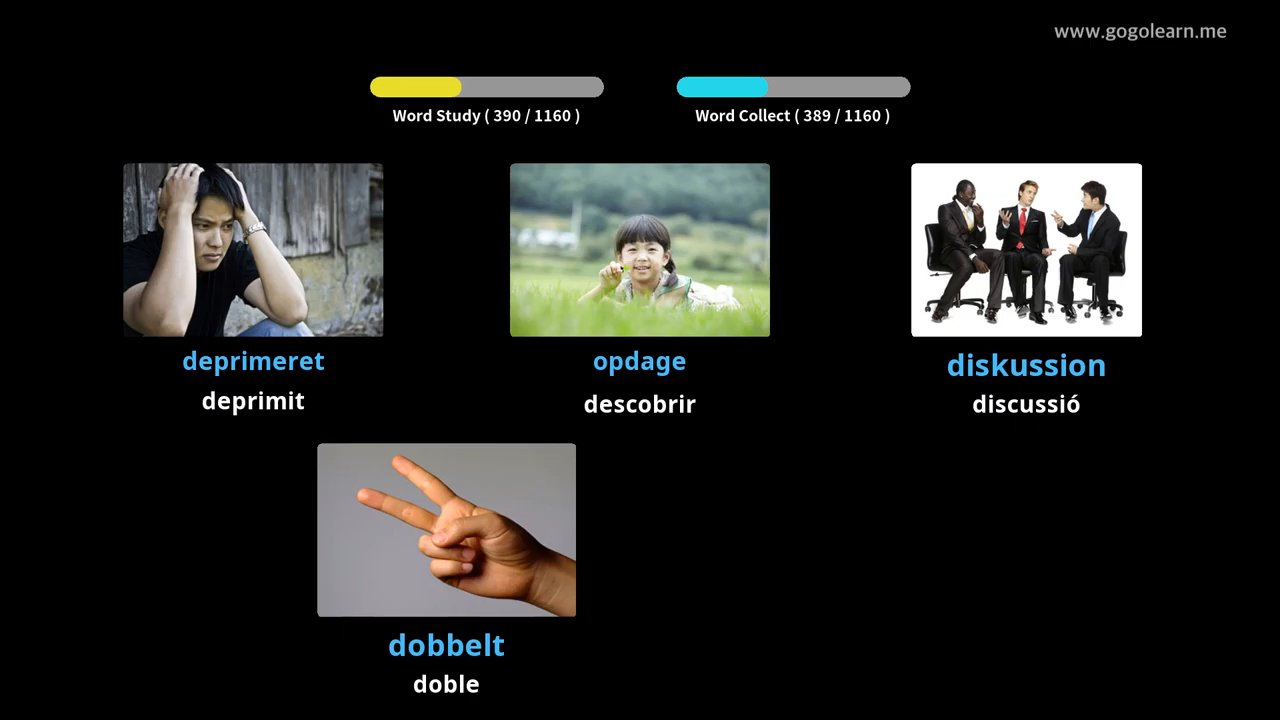 www.gogolearn.me
Word Study ( 390 / 1160 )
Word Collect ( 389 / 1160 )
deprimeret
deprimit
opdage
descobrir
diskussion
discussió
dobbelt
doble